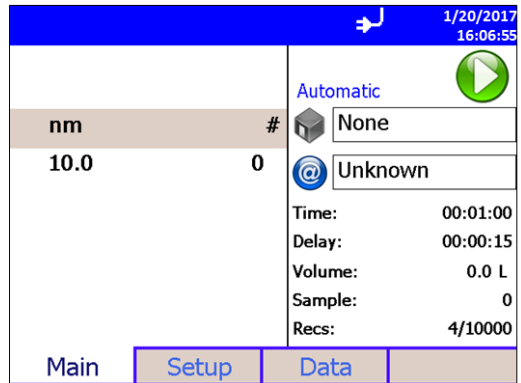 1/20/2017
16:06:55
Automatic
nm #
None
10.0 0
@ Unknown
Time: 00:01:00
Delay: 00:00:15
Volume: 0.0 L
Sample: 0
Recs: 4/10000
Main Setup Data